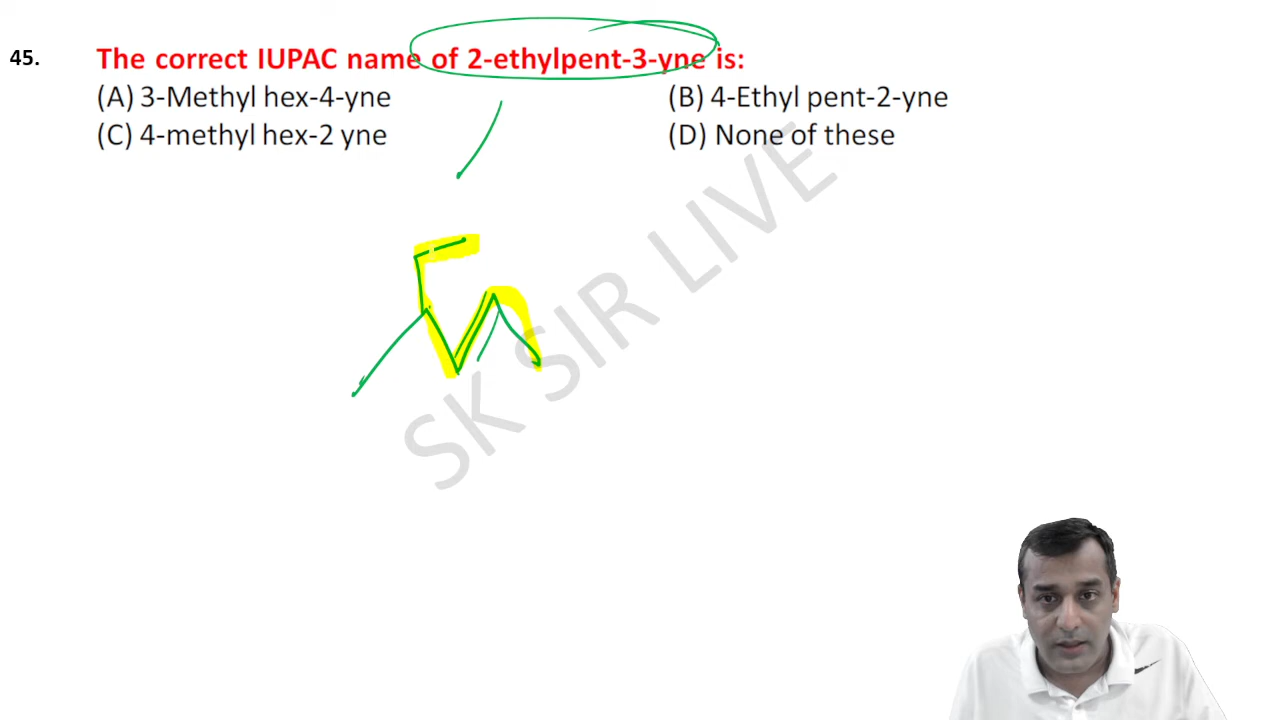 45. The correct IUPAC name of 2-ethylpent-3-yne is:
(A) 3-Methyl hex-4-yne (B) 4-Ethyl pent-2-yne
(C) 4-methyl hex-2 yne (D) None of these
SK SIR LIVE